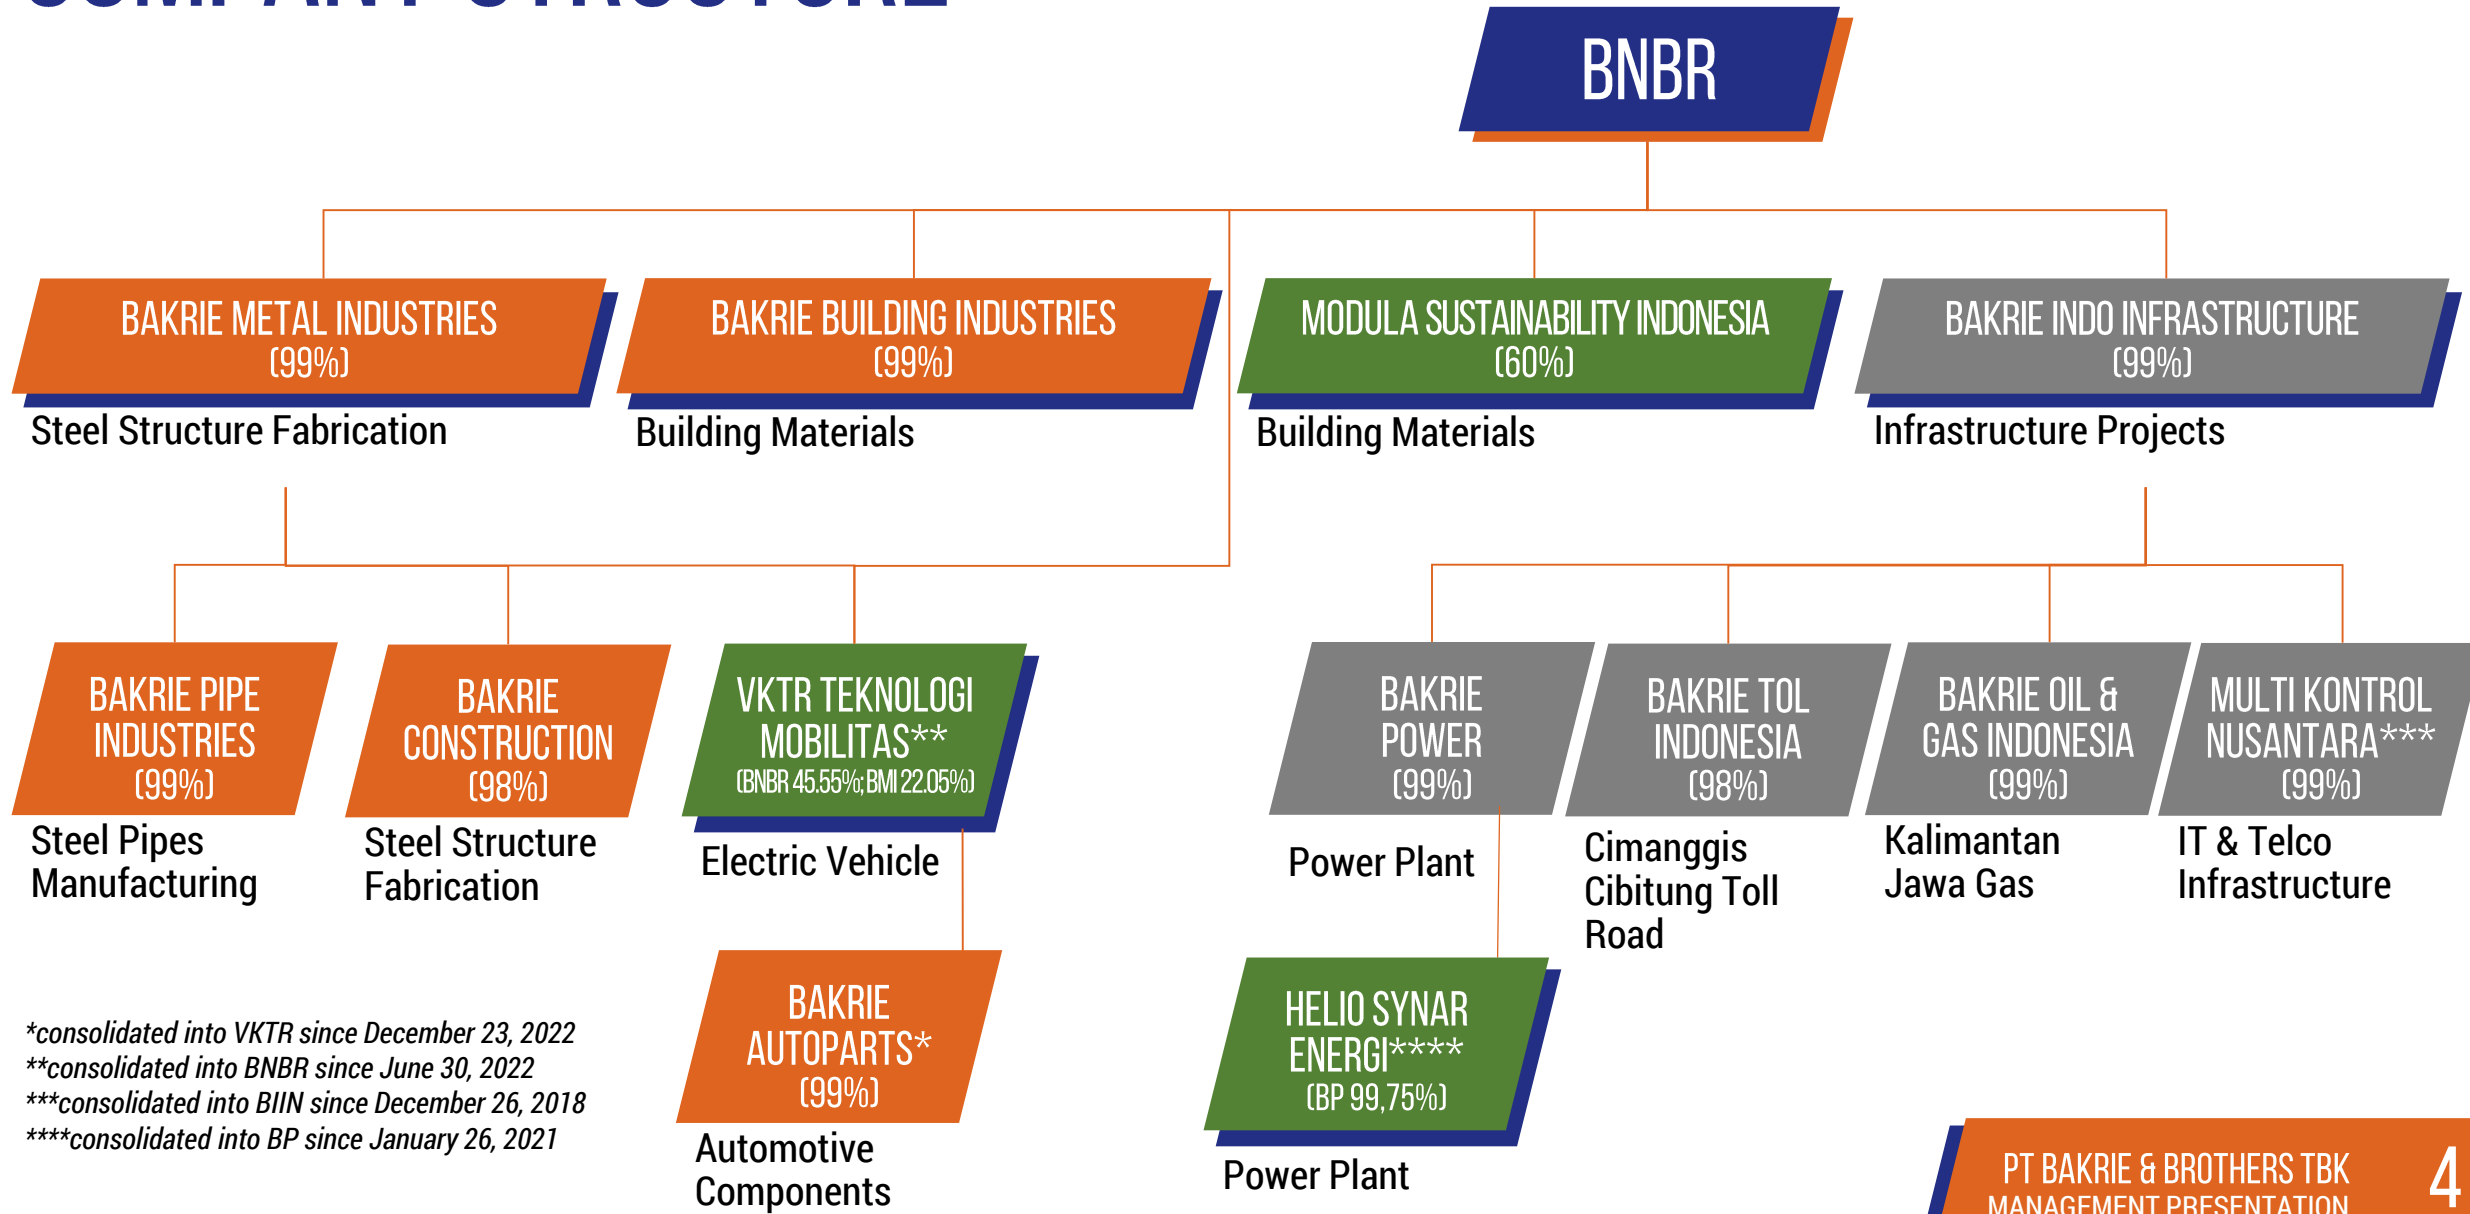 COMPANY STRUCTURE
BNBR
BAKRIE METAL INDUSTRIES
(99%)
Steel Structure Fabrication
BAKRIE BUILDING INDUSTRIES
(99%)
Building Materials
MODULA SUSTAINABILITY INDONESIA
(60%)
Building Materials
BAKRIE INDO INFRASTRUCTURE
(99%)
Infrastructure Projects
BAKRIE PIPE
INDUSTRIES
(99%)
Steel Pipes
Manufacturing
BAKRIE
CONSTRUCTION
(98%)
Steel Structure
Fabrication
VKTR TEKNOLOGI
MOBILITAS**
(BNBR 45.55%; BMI 22.05%)
Electric Vehicle
BAKRIE
POWER
(99%)
Power Plant
BAKRIE TOL
INDONESIA
(98%)
Cimanggis
Cibitung Toll
Road
BAKRIE OIL &
GAS INDONESIA
(99%)
Kalimantan
Jawa Gas
MULTI KONTROL
NUSANTARA***
(99%)
IT & Telco
Infrastructure
BAKRIE
AUTOPARTS*
(99%)
Automotive
Components
HELIO SYNAR
ENERGI****
(BP 99,75%)
Power Plant
*consolidated into VKTR since December 23, 2022
**consolidated into BNBR since June 30, 2022
***consolidated into BIIN since December 26, 2018
****consolidated into BP since January 26, 2021
PT BAKRIE & BROTHERS TBK
MANAGEMENT PRESENTATION
4